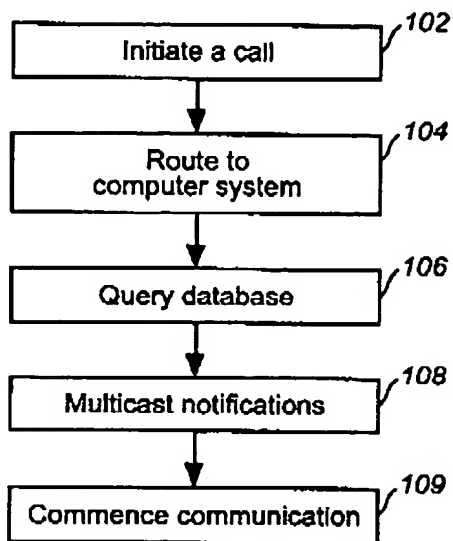 102
Initiate a call
104
Route to
computer system
106
Query database
108
Multicast notifications
109
Commence communication